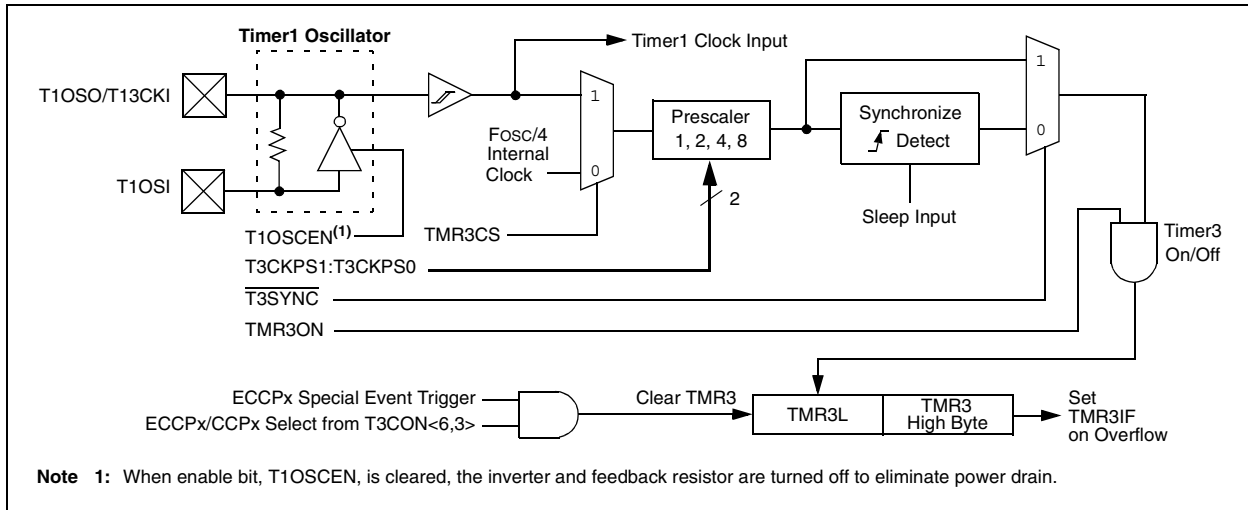 Timer1 Oscillator
Timer1 Clock Input
T1OSO/T13CKI
T1OSI
1
0
FOSC/4
Internal
Clock
Prescaler
1, 2, 4, 8
Synchronize
Detect
1
0
2
Sleep Input
T1OSCEN(1)
TMR3CS
T3CKPS1:T3CKPS0
T3SYNC
TMR3ON
Timer3
On/Off
ECCPx Special Event Trigger
ECCPx/CCPx Select from T3CON<6,3>
Clear TMR3
TMR3L
TMR3
High Byte
Set
TMR3IF
on Overflow
Note 1: When enable bit, T1OSCEN, is cleared, the inverter and feedback resistor are turned off to eliminate power drain.